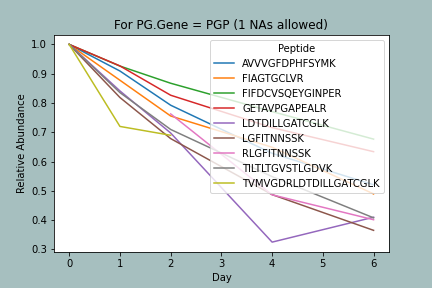 For PG.Gene = PGP (1 NAs allowed)
Relative Abundance
1.0
0.9
0.8
0.7
0.6
0.5
0.4
0.3
Peptide
AVVVGFDPHFSYMK
FIAGTGCLVR
FIFDCVSQEYGINPER
GETAVPGAPEALR
LDTDILLGATCGLK
LGFITNNSSK
RLGFITNNSSK
TILTLTGVSTLGDVK
TVMVGDRLDTDILLGATCGLK
0 1 2 3 4 5 6
Day